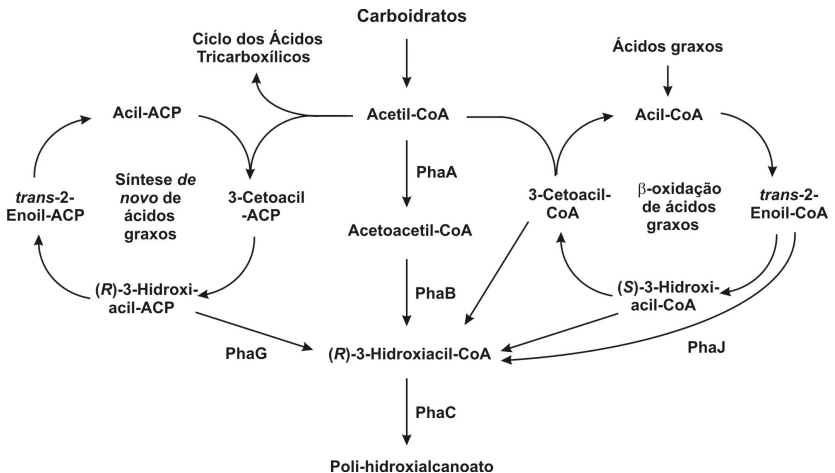 Carboidratos
Ciclo dos Ácidos
Tricarboxílicos
Ácidos graxos
Acil-ACP
Acetil-CoA
Acil-CoA
PhaA
Síntese de
novo de
ácidos
graxos
trans-2-
Enoil-ACP
3-Cetoacil
-ACP
3-Cetoacil-
CoA
β-oxidação
de ácidos
graxos
trans-2-
Enoil-CoA
Acetoacetil-CoA
(R)-3-Hidroxi-
acil-ACP
PhaB
(S)-3-Hidroxi-
acil-CoA
PhaG
(R)-3-Hidroxiacil-CoA
PhaJ
PhaC
Poli-hidroxialcanoato